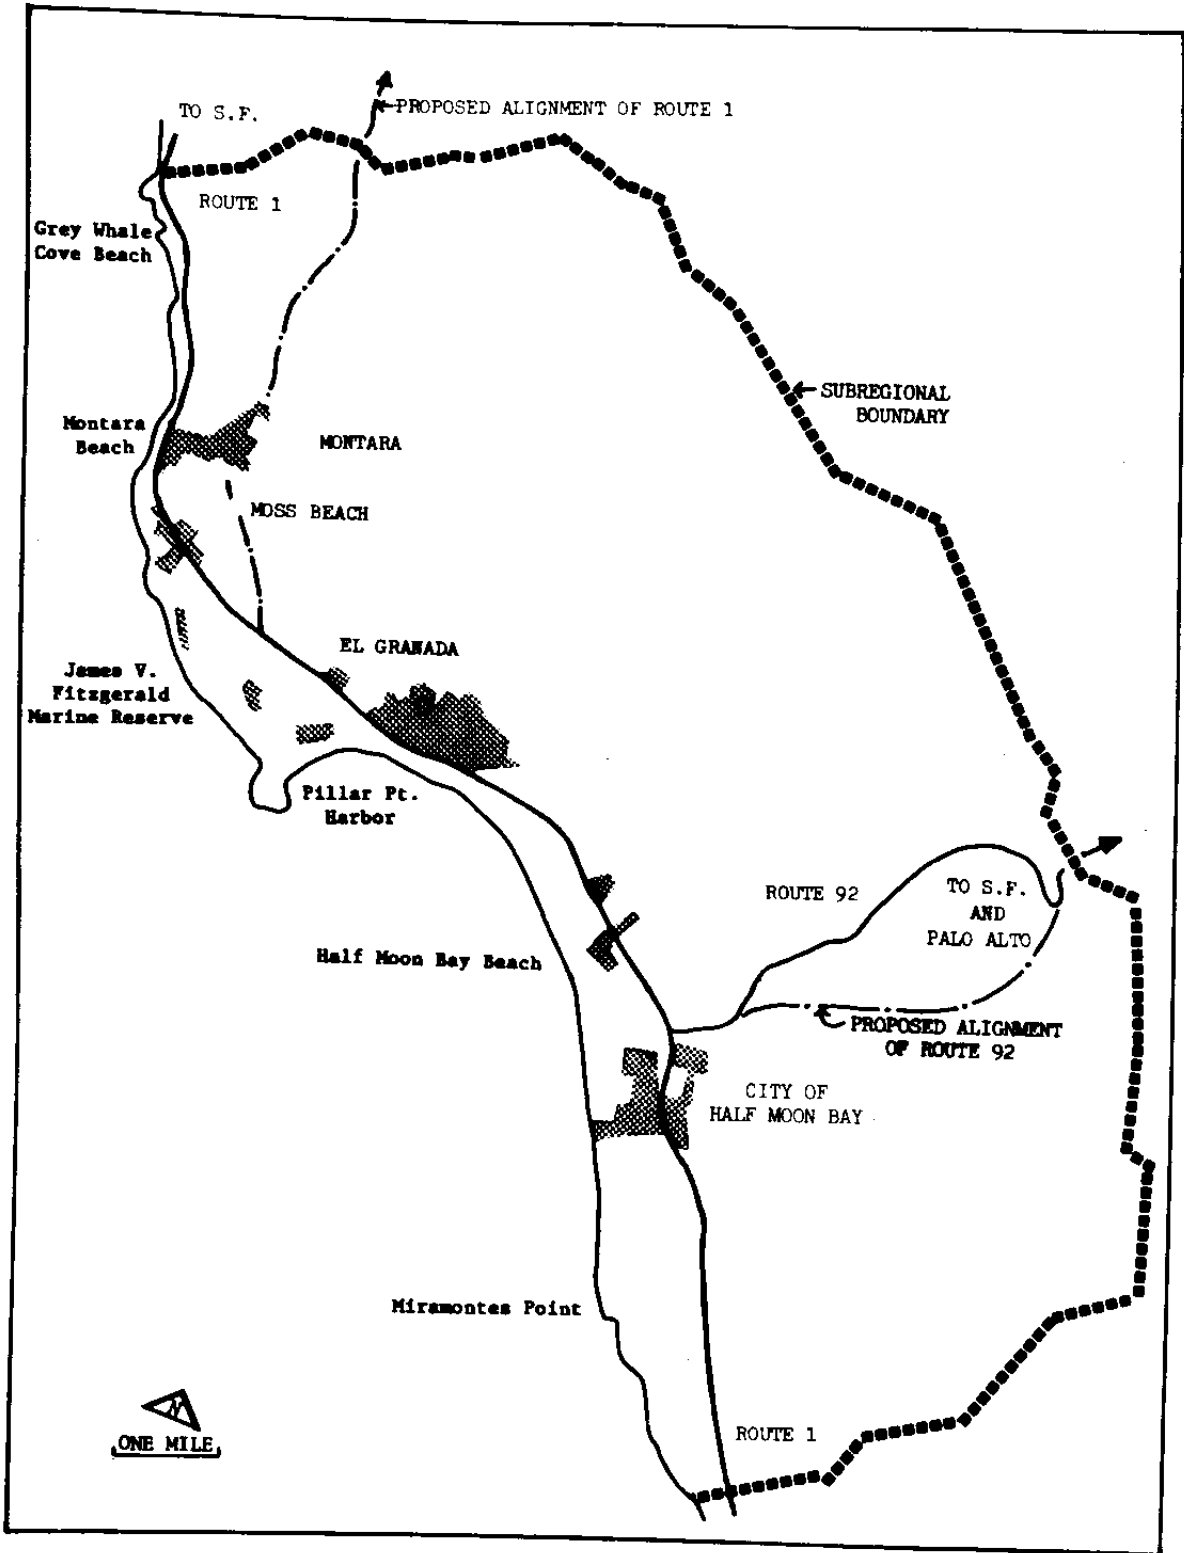 TO S.F.
PROPOSED ALIGNMENT OF ROUTE 1
ROUTE 1
Grey Whale
Cove Beach
SUBREGIONAL
BOUNDARY
Montara
Beach
MONTARA
MOSS BEACH
EL GRANADA
James V.
Fitzgerald
Marine Reserve
Pillar Pt.
Harbor
ROUTE 92
TO S.F.
AND
PALO ALTO
Half Moon Bay Beach
PROPOSED ALIGNMENT
OF ROUTE 92
CITY OF
HALF MOON BAY
Miramontes Point
N
ONE MILE
ROUTE 1